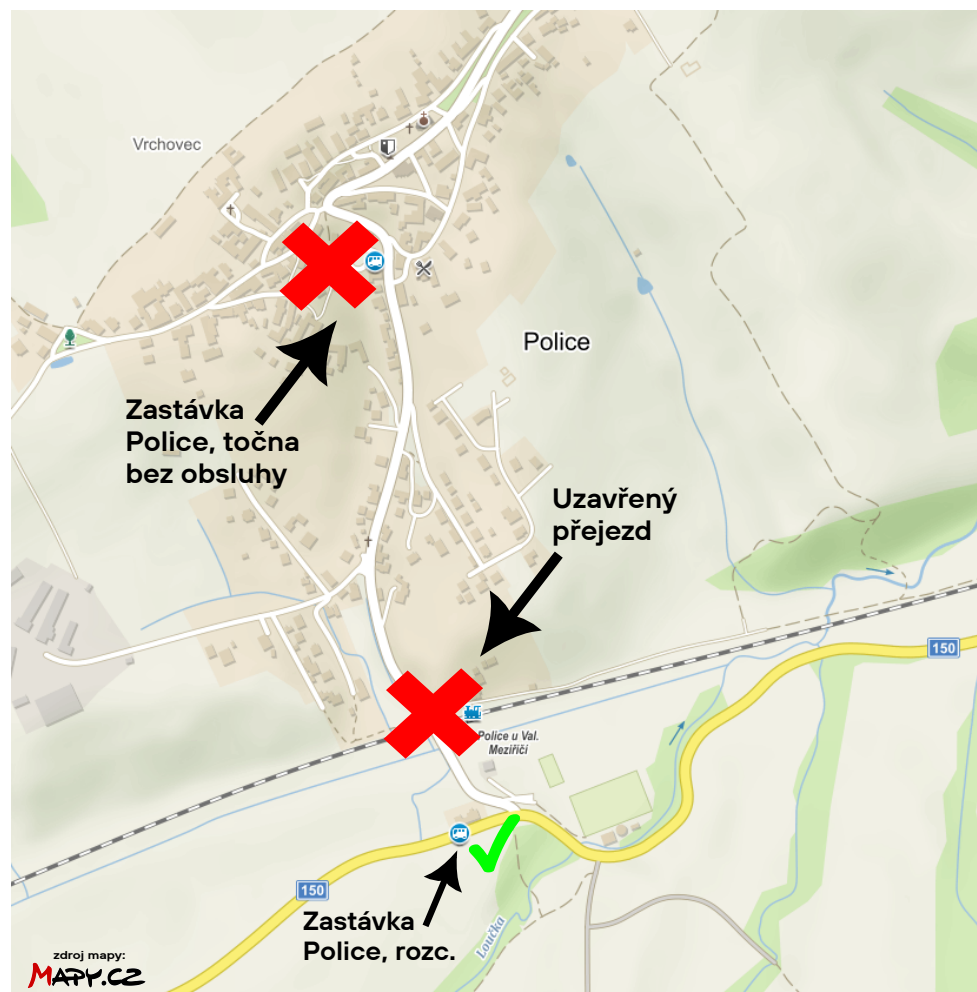 Vrchovec
Police
Zastávka
Police, točna
bez obsluhy
Uzavřený
přejezd
150
Police u Val.
Meziříčí
150
Zastávka
Police, rozc.
Loučka
zdroj mapy:
MAPY.CZ